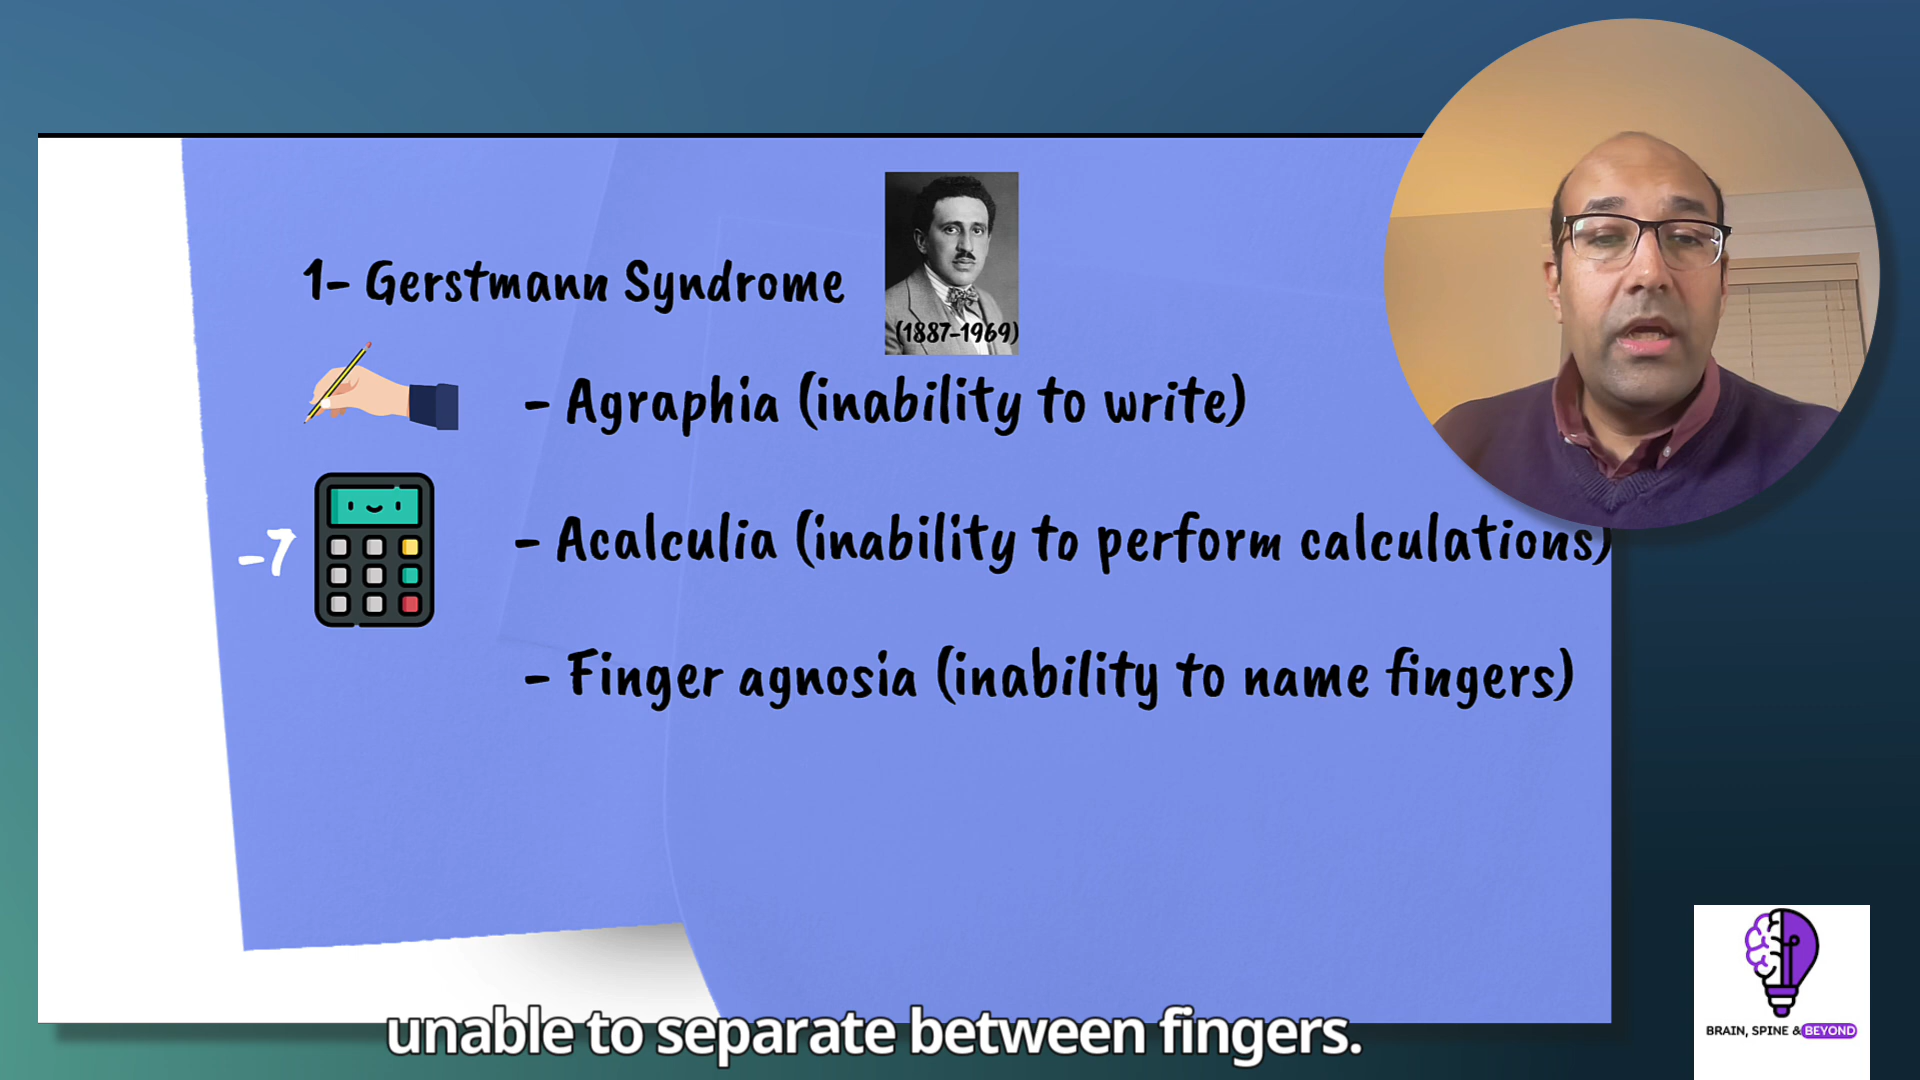 1- Gerstmann Syndrome
(1887-1969)
- Agraphia (inability to write)
-7
- Acalculia (inability to perform calculations)
- Finger agnosia (inability to name fingers)
unable to separate between fingers.
BRAIN, SPINE & BEYOND